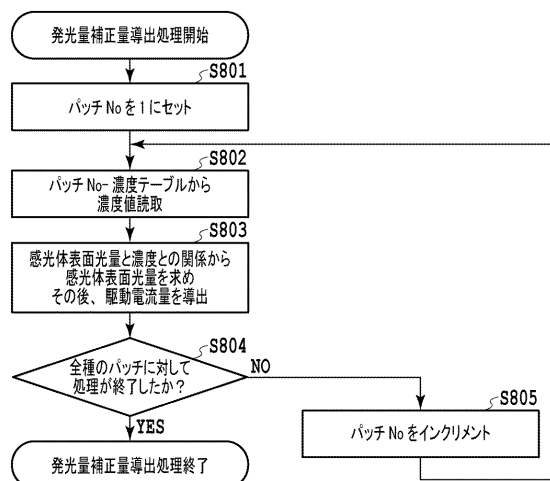 発光量補正量導出処理開始
S801
パッチNoを1にセット
S802
パッチNo-濃度テーブルから
濃度値読取
S803
感光体表面光量と濃度との関係から
感光体表面光量を求め
その後、駆動電流量を導出
S804
全種のパッチに対して
処理が終了したか?
NO
S805
パッチNoをインクリメント
YES
発光量補正量導出処理終了